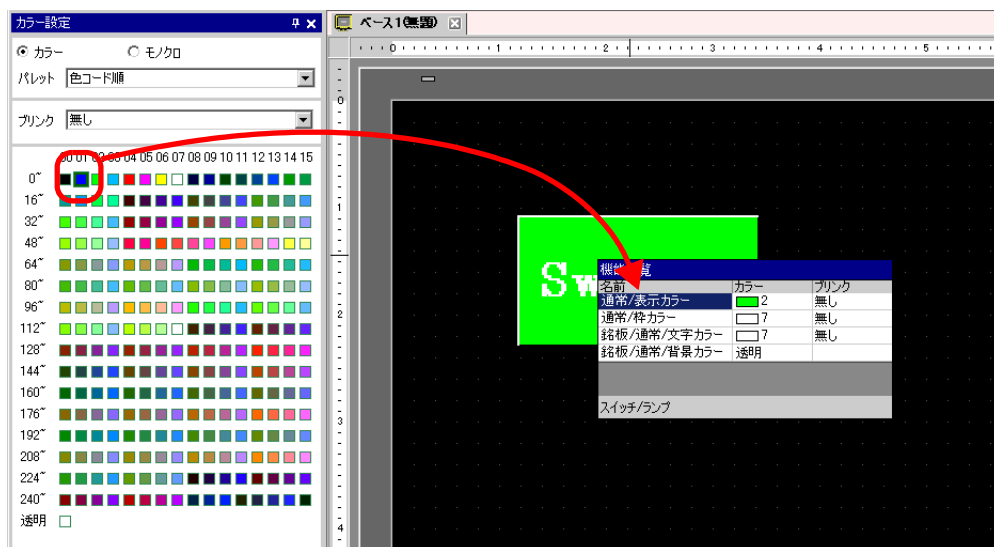 カラー設定
カラー モノクロ
パレット 色コード順
ブリンク 無し
00 01 02 03 04 05 06 07 08 09 10 11 12 13 14 15
0~
16~
32~
48~
64~
80~
96~
112~
128~
144~
160~
176~
192~
208~
224~
240~
透明
ベース1(無題)
0 1 2 3 4 5
0
1
2
3
4
名前 カラー ブリンク
通常/表示カラー 2 無し
通常/枠カラー 7 無し
銘板/通常/文字カラー 7 無し
銘板/通常/背景カラー 透明
スイッチ/ランプ